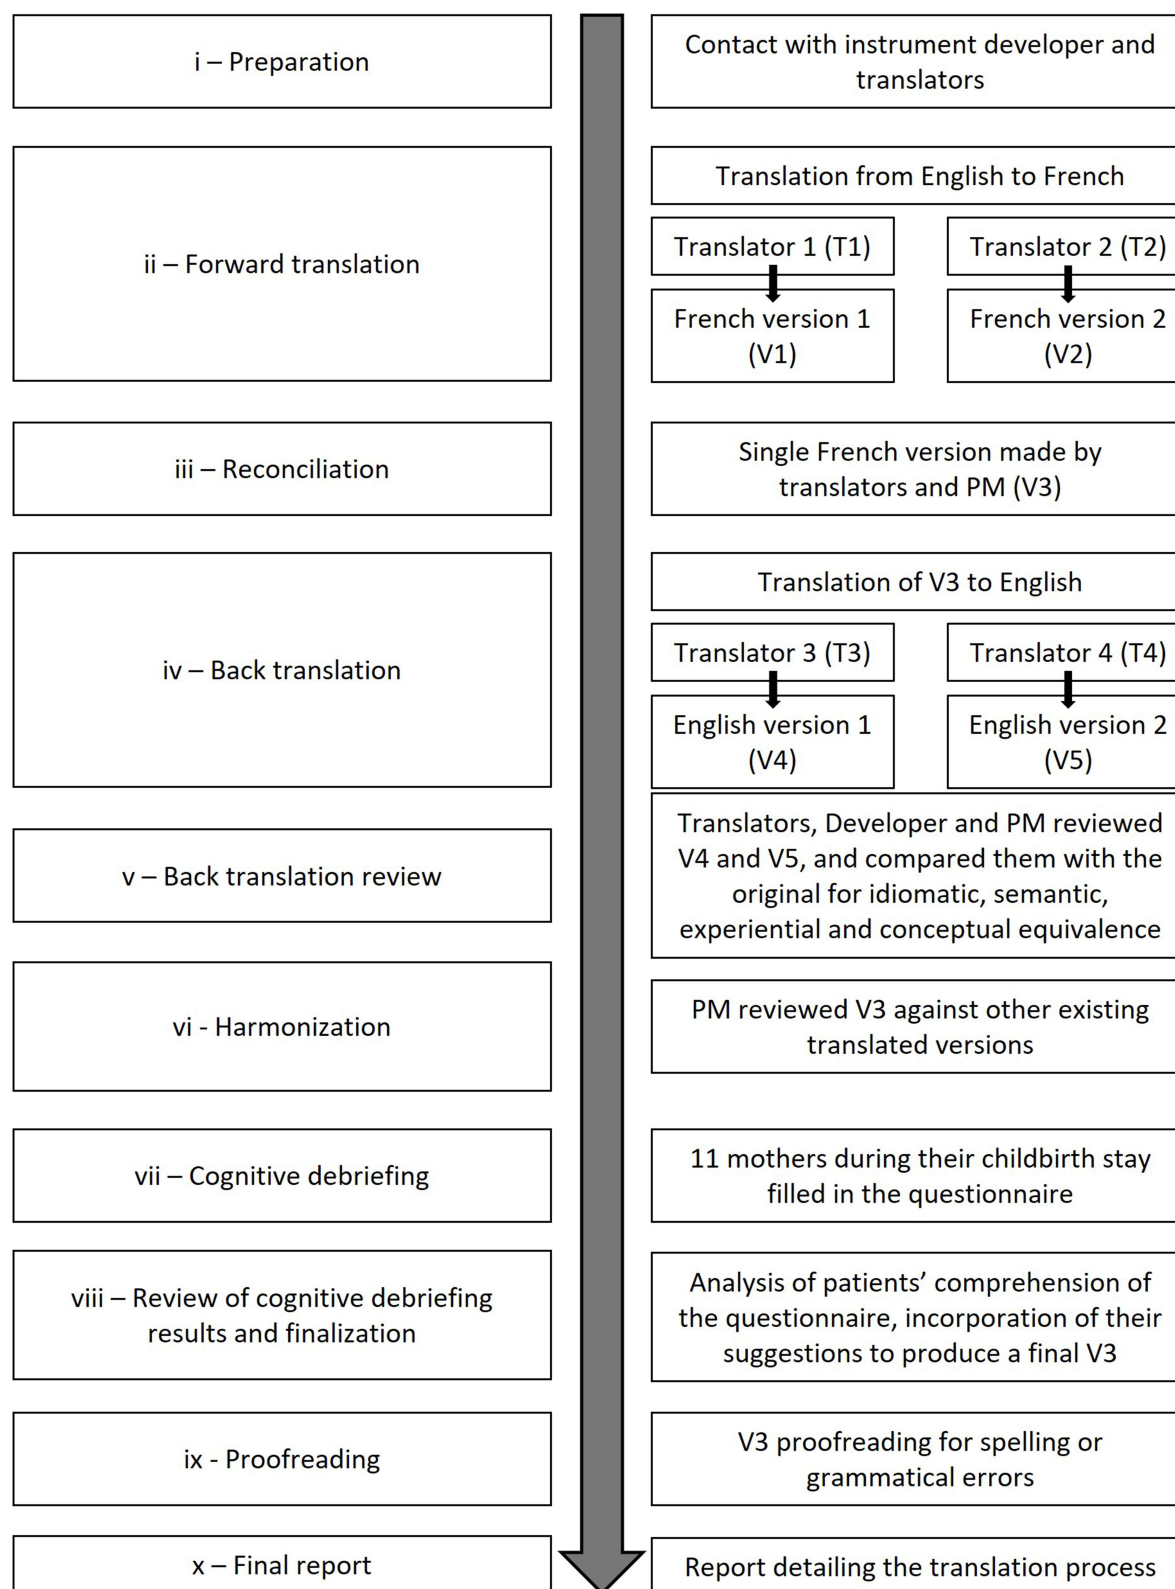 i – Preparation
Contact with instrument developer and
translators
ii – Forward translation
Translation from English to French
Translator 1 (T1)
Translator 2 (T2)
French version 1
(V1)
French version 2
(V2)
iii – Reconciliation
Single French version made by
translators and PM (V3)
iv – Back translation
Translation of V3 to English
Translator 3 (T3)
Translator 4 (T4)
English version 1
(V4)
English version 2
(V5)
v – Back translation review
Translators, Developer and PM reviewed
V4 and V5, and compared them with the
original for idiomatic, semantic,
experiential and conceptual equivalence
vi - Harmonization
PM reviewed V3 against other existing
translated versions
vii – Cognitive debriefing
11 mothers during their childbirth stay
filled in the questionnaire
viii – Review of cognitive debriefing
results and finalization
Analysis of patients’ comprehension of
the questionnaire, incorporation of their
suggestions to produce a final V3
ix - Proofreading
V3 proofreading for spelling or
grammatical errors
x – Final report
Report detailing the translation process